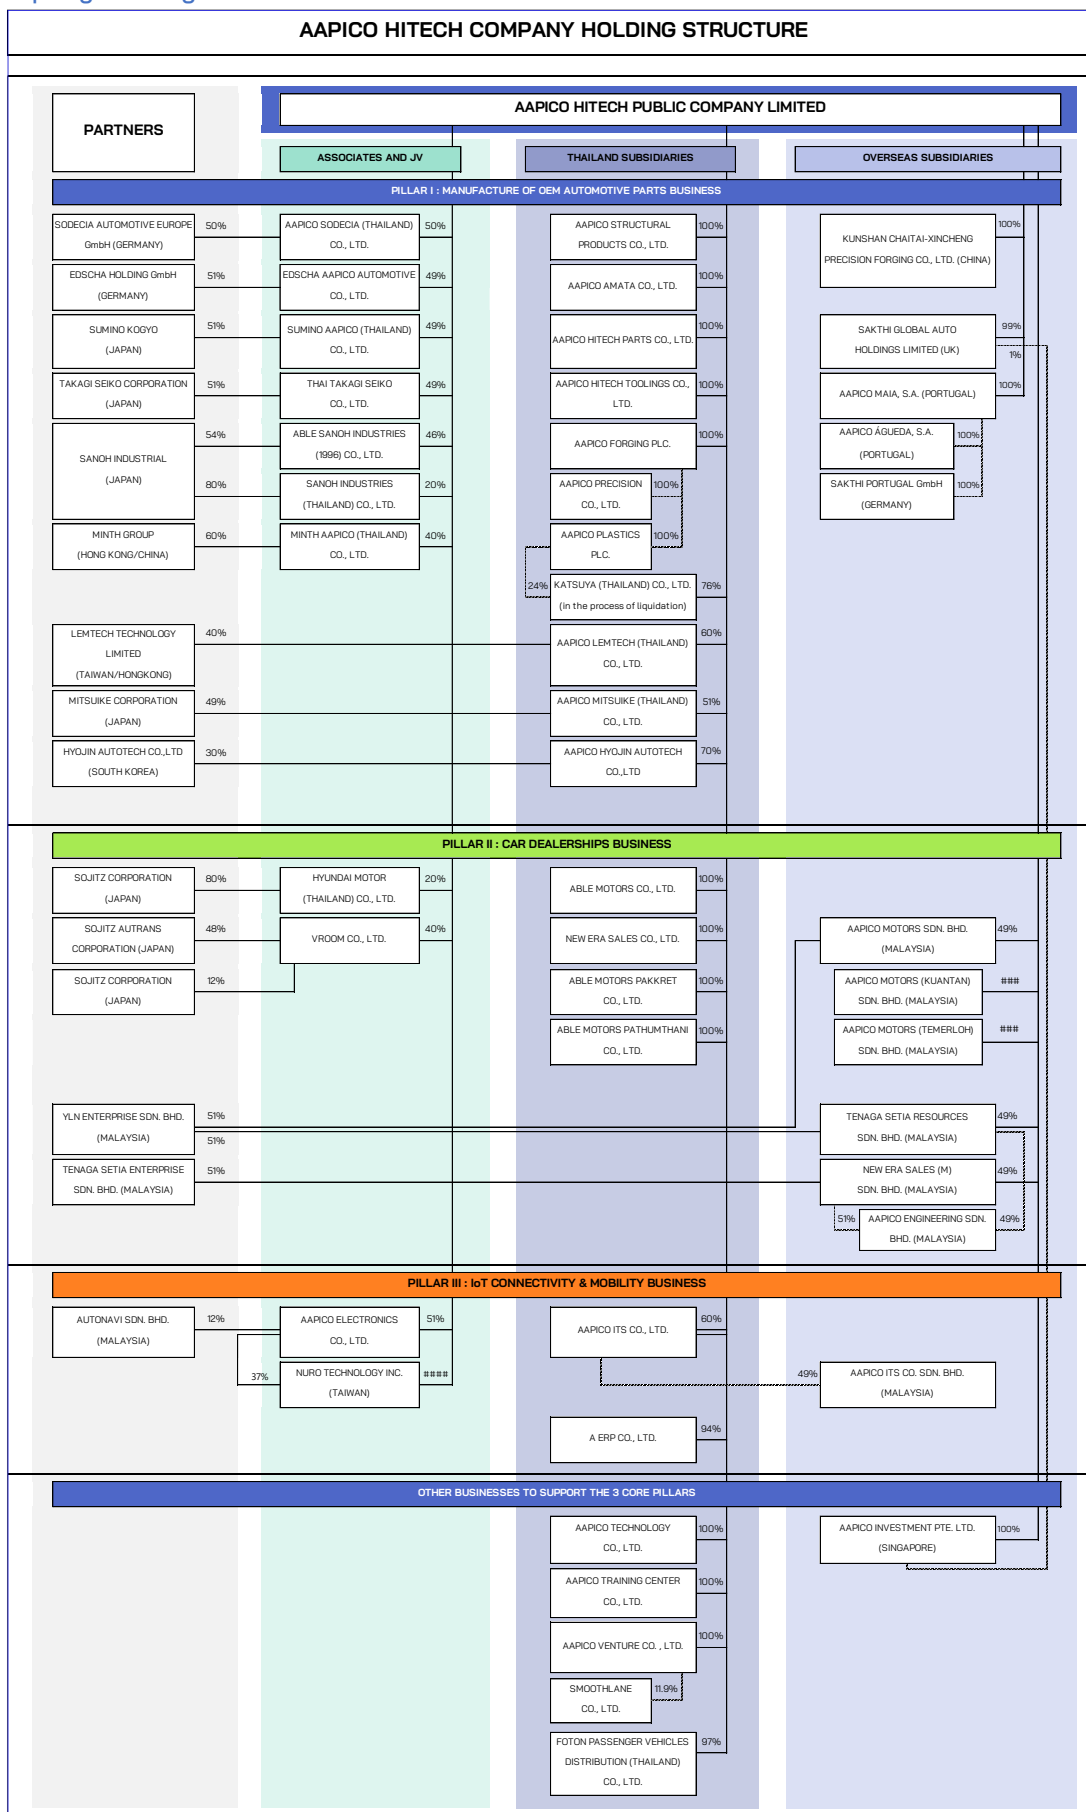 AAPICO HITECH COMPANY HOLDING STRUCTURE
PARTNERS
AAPICO HITECH PUBLIC COMPANY LIMITED
ASSOCIATES AND JV
THAILAND SUBSIDIARIES
OVERSEAS SUBSIDIARIES
PILLAR I : MANUFACTURE OF OEM AUTOMOTIVE PARTS BUSINESS
SODECIA AUTOMOTIVE EUROPE
GmbH (GERMANY)
50%
AAPICO SODECIA (THAILAND)
CO., LTD.
50%
AAPICO STRUCTURAL
PRODUCTS CO., LTD.
100%
KUNSHAN CHAITAI-XINCHENG
PRECISION FORGING CO., LTD. (CHINA)
100%
EDSCHA HOLDING GmbH
(GERMANY)
51%
EDSCHA AAPICO AUTOMOTIVE
CO., LTD.
49%
AAPICO AMATA CO., LTD.
100%
SUMINO KOGYO
(JAPAN)
51%
SUMINO AAPICO (THAILAND)
CO., LTD.
49%
AAPICO HITECH PARTS CO., LTD.
100%
SAKTHI GLOBAL AUTO
HOLDINGS LIMITED (UK)
99%
1%
TAKAGI SEIKO CORPORATION
(JAPAN)
51%
THAI TAKAGI SEIKO
CO., LTD.
49%
AAPICO HITECH TOOLINGS CO.,
LTD.
100%
AAPICO MAIA, S.A. (PORTUGAL)
100%
SANOH INDUSTRIAL
(JAPAN)
54%
ABLE SANOH INDUSTRIES
(1996) CO., LTD.
46%
AAPICO FORGING PLC.
100%
AAPICO ÁGUEDA, S.A.
(PORTUGAL)
100%
80%
SANOH INDUSTRIES
(THAILAND) CO., LTD.
20%
AAPICO PRECISION
CO., LTD.
100%
SAKTHI PORTUGAL GmbH
(GERMANY)
100%
MINTH GROUP
(HONG KONG/CHINA)
60%
MINTH AAPICO (THAILAND)
CO., LTD.
40%
AAPICO PLASTICS
PLC.
100%
24%
KATSUYA (THAILAND) CO., LTD.
(in the process of liquidation)
76%
LEMTECH TECHNOLOGY
LIMITED
(TAIWAN/HONGKONG)
40%
AAPICO LEMTECH (THAILAND)
CO., LTD.
60%
MITSUIKE CORPORATION
(JAPAN)
49%
AAPICO MITSUIKE (THAILAND)
CO., LTD.
51%
HYOJIN AUTOTECH CO.,LTD
(SOUTH KOREA)
30%
AAPICO HYOJIN AUTOTECH
CO.,LTD
70%
PILLAR II : CAR DEALERSHIPS BUSINESS
SOJITZ CORPORATION
(JAPAN)
80%
HYUNDAI MOTOR
(THAILAND) CO., LTD.
20%
ABLE MOTORS CO., LTD.
100%
SOJITZ AUTRANS
CORPORATION (JAPAN)
48%
VROOM CO., LTD.
40%
NEW ERA SALES CO., LTD.
100%
AAPICO MOTORS SDN. BHD.
(MALAYSIA)
49%
SOJITZ CORPORATION
(JAPAN)
12%
ABLE MOTORS PAKKRET
CO., LTD.
100%
AAPICO MOTORS (KUANTAN)
SDN. BHD. (MALAYSIA)
###
ABLE MOTORS PATHUMTHANI
CO., LTD.
100%
AAPICO MOTORS (TEMERLOH)
SDN. BHD. (MALAYSIA)
###
YLN ENTERPRISE SDN. BHD.
(MALAYSIA)
51%
51%
TENAGA SETIA RESOURCES
SDN. BHD. (MALAYSIA)
49%
TENAGA SETIA ENTERPRISE
SDN. BHD. (MALAYSIA)
51%
NEW ERA SALES (M)
SDN. BHD. (MALAYSIA)
49%
51%
AAPICO ENGINEERING SDN.
BHD. (MALAYSIA)
49%
PILLAR III : IoT CONNECTIVITY & MOBILITY BUSINESS
AUTONAVI SDN. BHD.
(MALAYSIA)
12%
AAPICO ELECTRONICS
CO., LTD.
51%
AAPICO ITS CO., LTD.
60%
37%
NURO TECHNOLOGY INC.
(TAIWAN)
####
49%
AAPICO ITS CO. SDN. BHD.
(MALAYSIA)
A ERP CO., LTD.
94%
OTHER BUSINESSES TO SUPPORT THE 3 CORE PILLARS
AAPICO TECHNOLOGY
CO., LTD.
100%
AAPICO INVESTMENT PTE. LTD.
(SINGAPORE)
100%
AAPICO TRAINING CENTER
CO., LTD.
100%
AAPICO VENTURE CO. , LTD.
100%
SMOOTHLANE
CO., LTD.
11.9%
FOTON PASSENGER VEHICLES
DISTRIBUTION (THAILAND)
CO., LTD.
97%